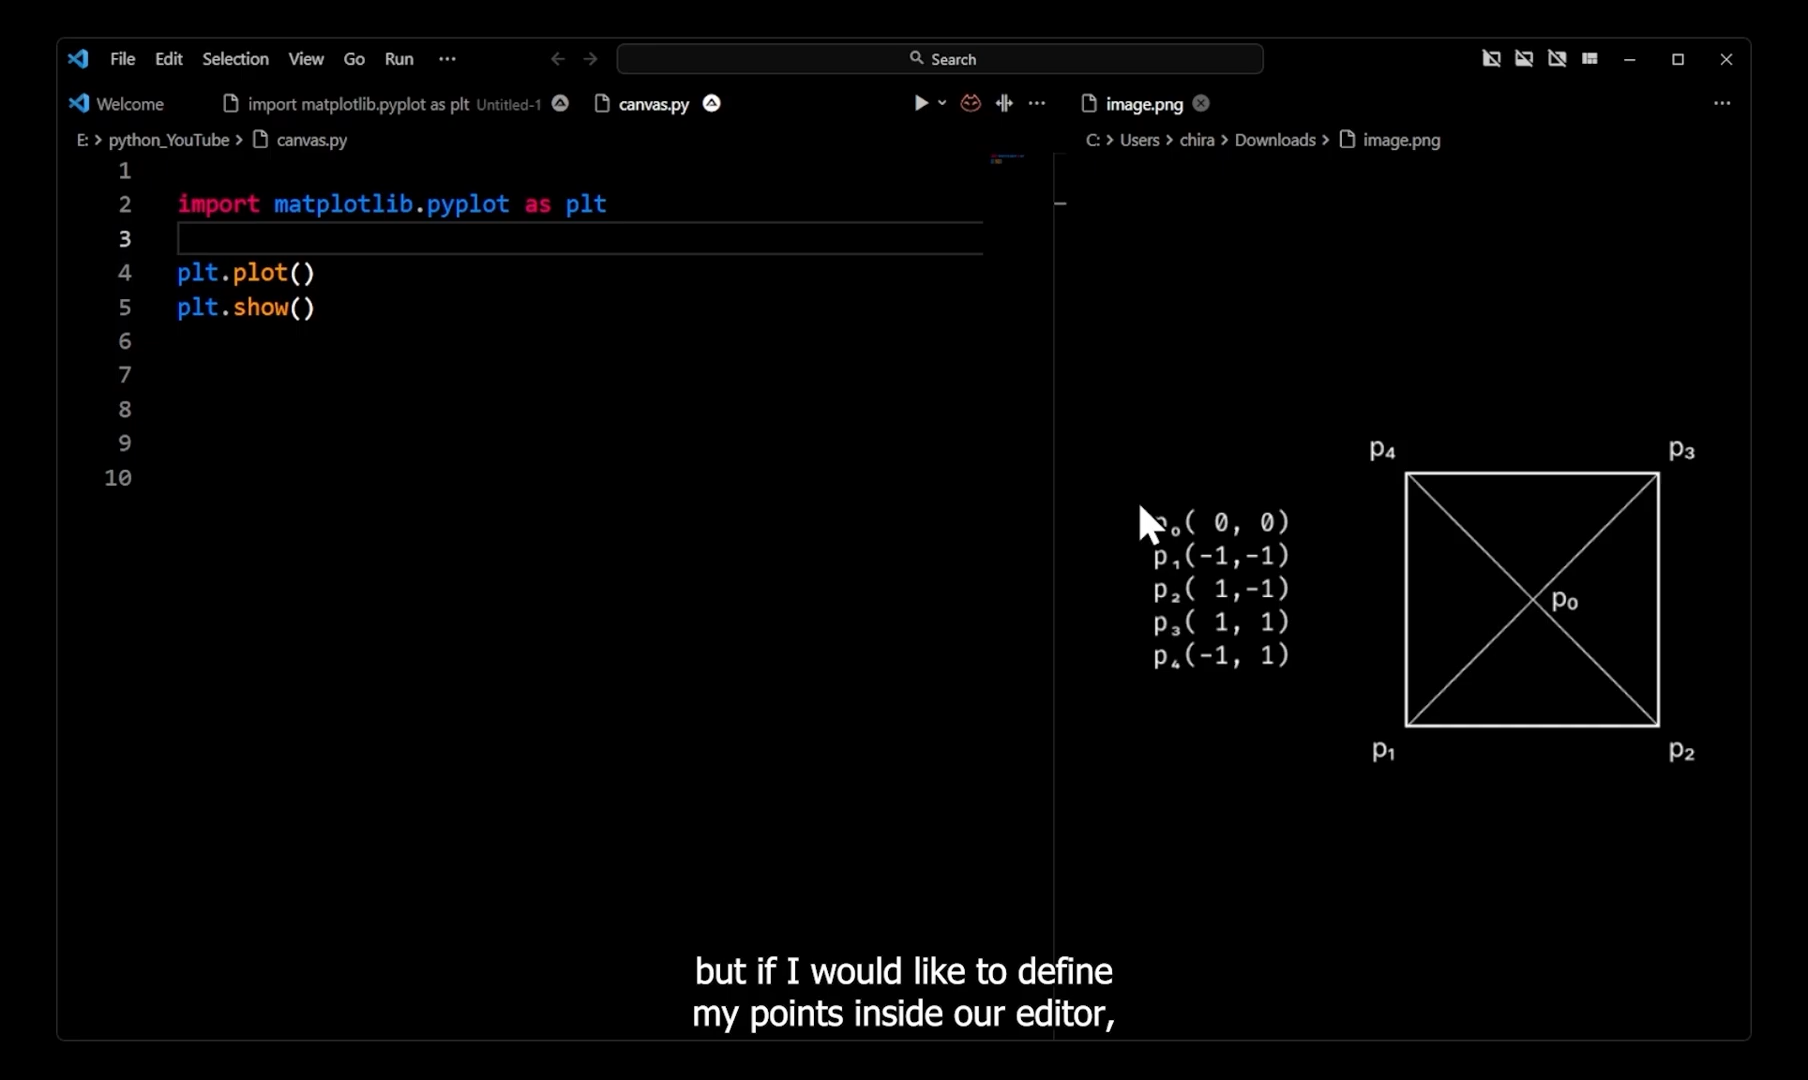 File Edit Selection View Go Run ··· Search
Welcome import matplotlib.pyplot as plt Untitled-1 canvas.py ··· image.png ···
E: > python_YouTube > canvas.py
C: > Users > chira > Downloads > image.png
1
2 import matplotlib.pyplot as plt
3
4 plt.plot()
5 plt.show()
6
7
8
9
10
p₄ p₃
p₀( 0, 0)
p₁(-1,-1)
p₂( 1,-1)
p₃( 1, 1)
p₄(-1, 1)
p₀
p₁ p₂
but if I would like to define
my points inside our editor,